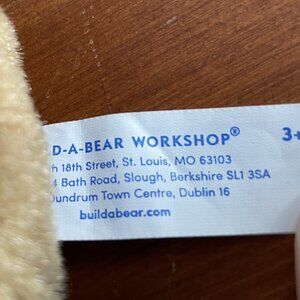 D-A-BEAR WORKSHOP® 3+
h 18th Street, St. Louis, MO 63103
4 Bath Road, Slough, Berkshire SL1 3SA
Dundrum Town Centre, Dublin 16
buildabear.com